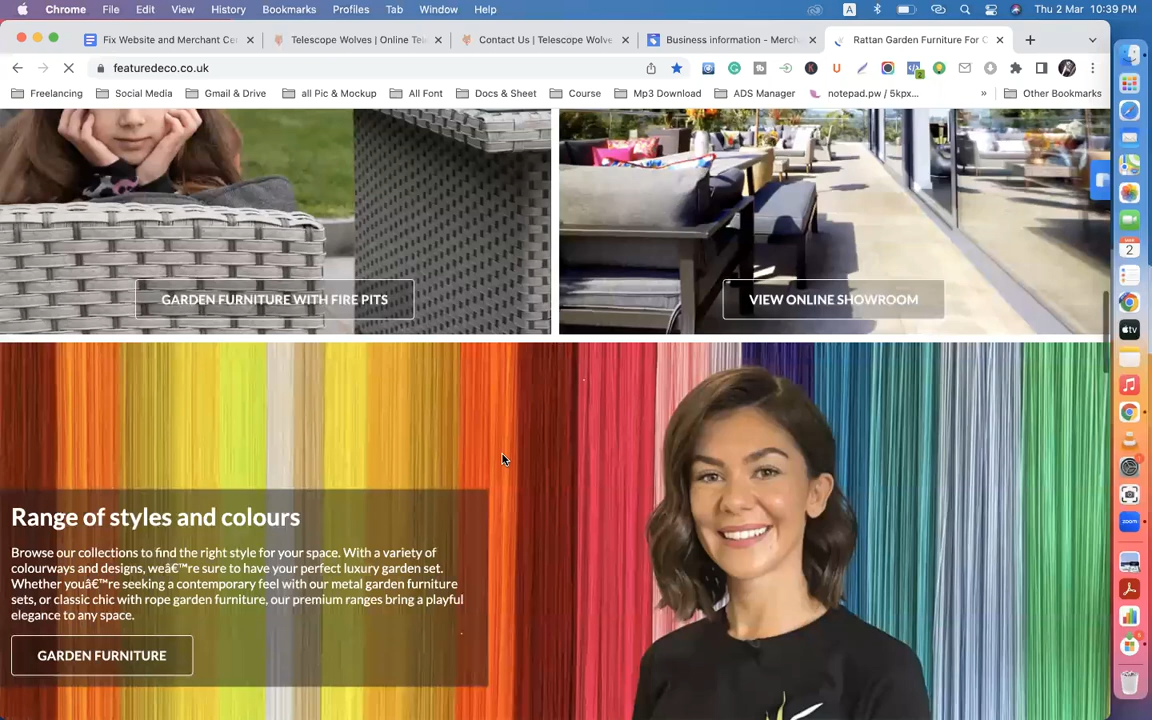 Chrome File Edit View History Bookmarks Profiles Tab Window Help A Thu 2 Mar 10:39 PM
Fix Website and Merchant Ce
Telescope Wolves | Online Tele
Contact Us | Telescope Wolve
Business information - Merch
Rattan Garden Furniture For C
featuredeco.co.uk
Freelancing Social Media Gmail & Drive all Pic & Mockup All Font Docs & Sheet Course Mp3 Download ADS Manager notepad.pw / 5kpx... » Other Bookmarks
GARDEN FURNITURE WITH FIRE PITS
VIEW ONLINE SHOWROOM
Range of styles and colours
Browse our collections to find the right style for your space. With a variety of
colourways and designs, weâ€™re sure to have your perfect luxury garden set.
Whether youâ€™re seeking a contemporary feel with our metal garden furniture
sets, or classic chic with rope garden furniture, our premium ranges bring a playful
elegance to any space.
GARDEN FURNITURE
2
tv
zoom